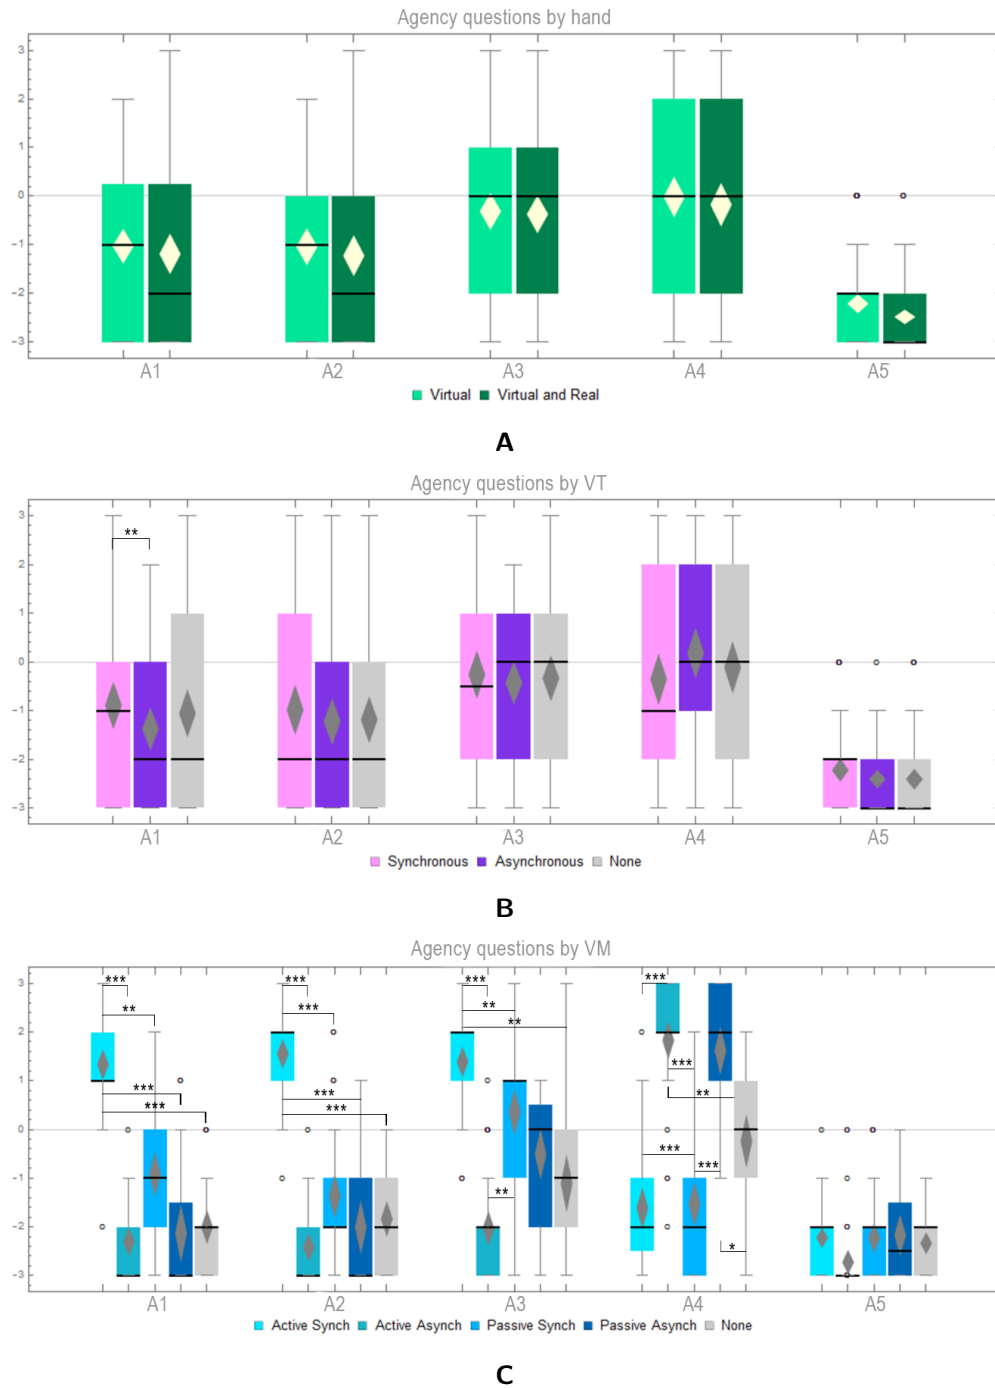 Agency questions by hand
3
2
1
0
-1
-2
-3
A1 A2 A3 A4 A5
Virtual Virtual and Real
A
Agency questions by VT
3
**
2
1
0
-1
-2
-3
A1 A2 A3 A4 A5
Synchronous Asynchronous None
B
Agency questions by VM
3
*** *** *** ***
** *** ** **
2
1
*** **
*** *** **
***
0
*** ***
-1
**
-2
*
-3
A1 A2 A3 A4 A5
Active Synch Active Asynch Passive Synch Passive Asynch None
C